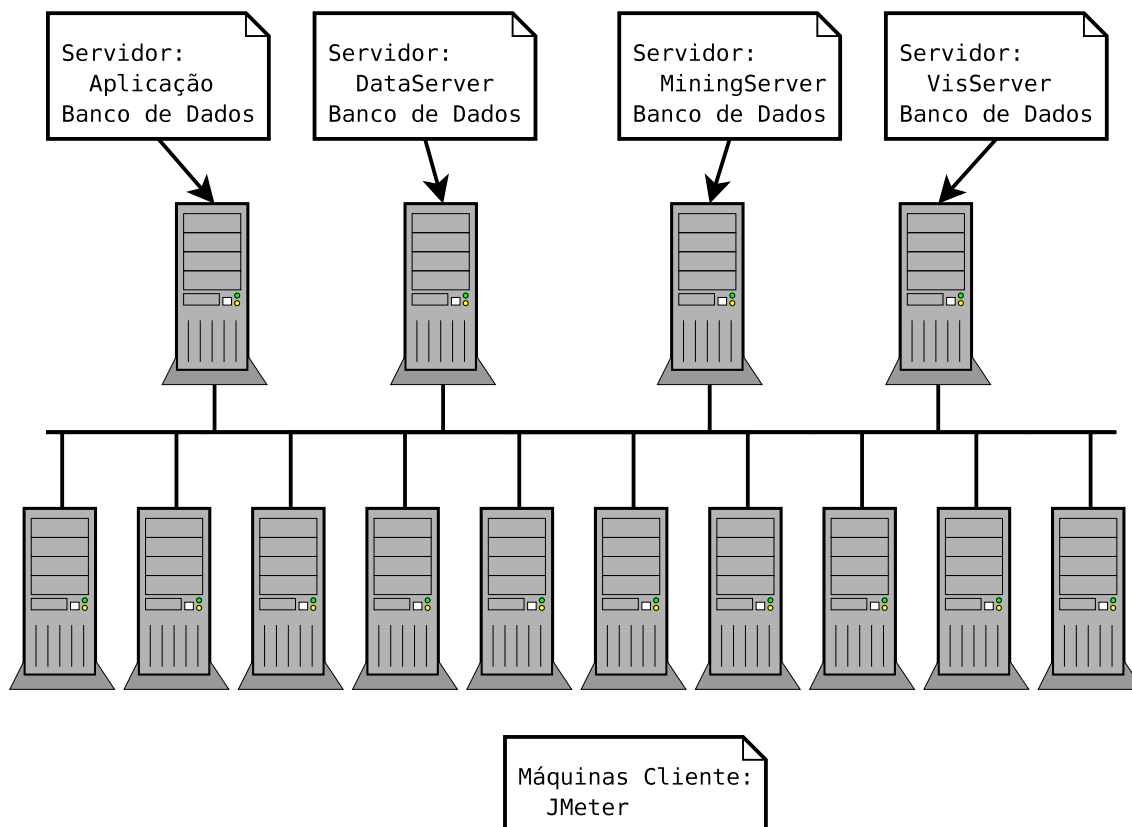 Servidor:
Aplicação
Banco de Dados
Servidor:
DataServer
Banco de Dados
Servidor:
MiningServer
Banco de Dados
Servidor:
VisServer
Banco de Dados
Máquinas Cliente:
JMeter